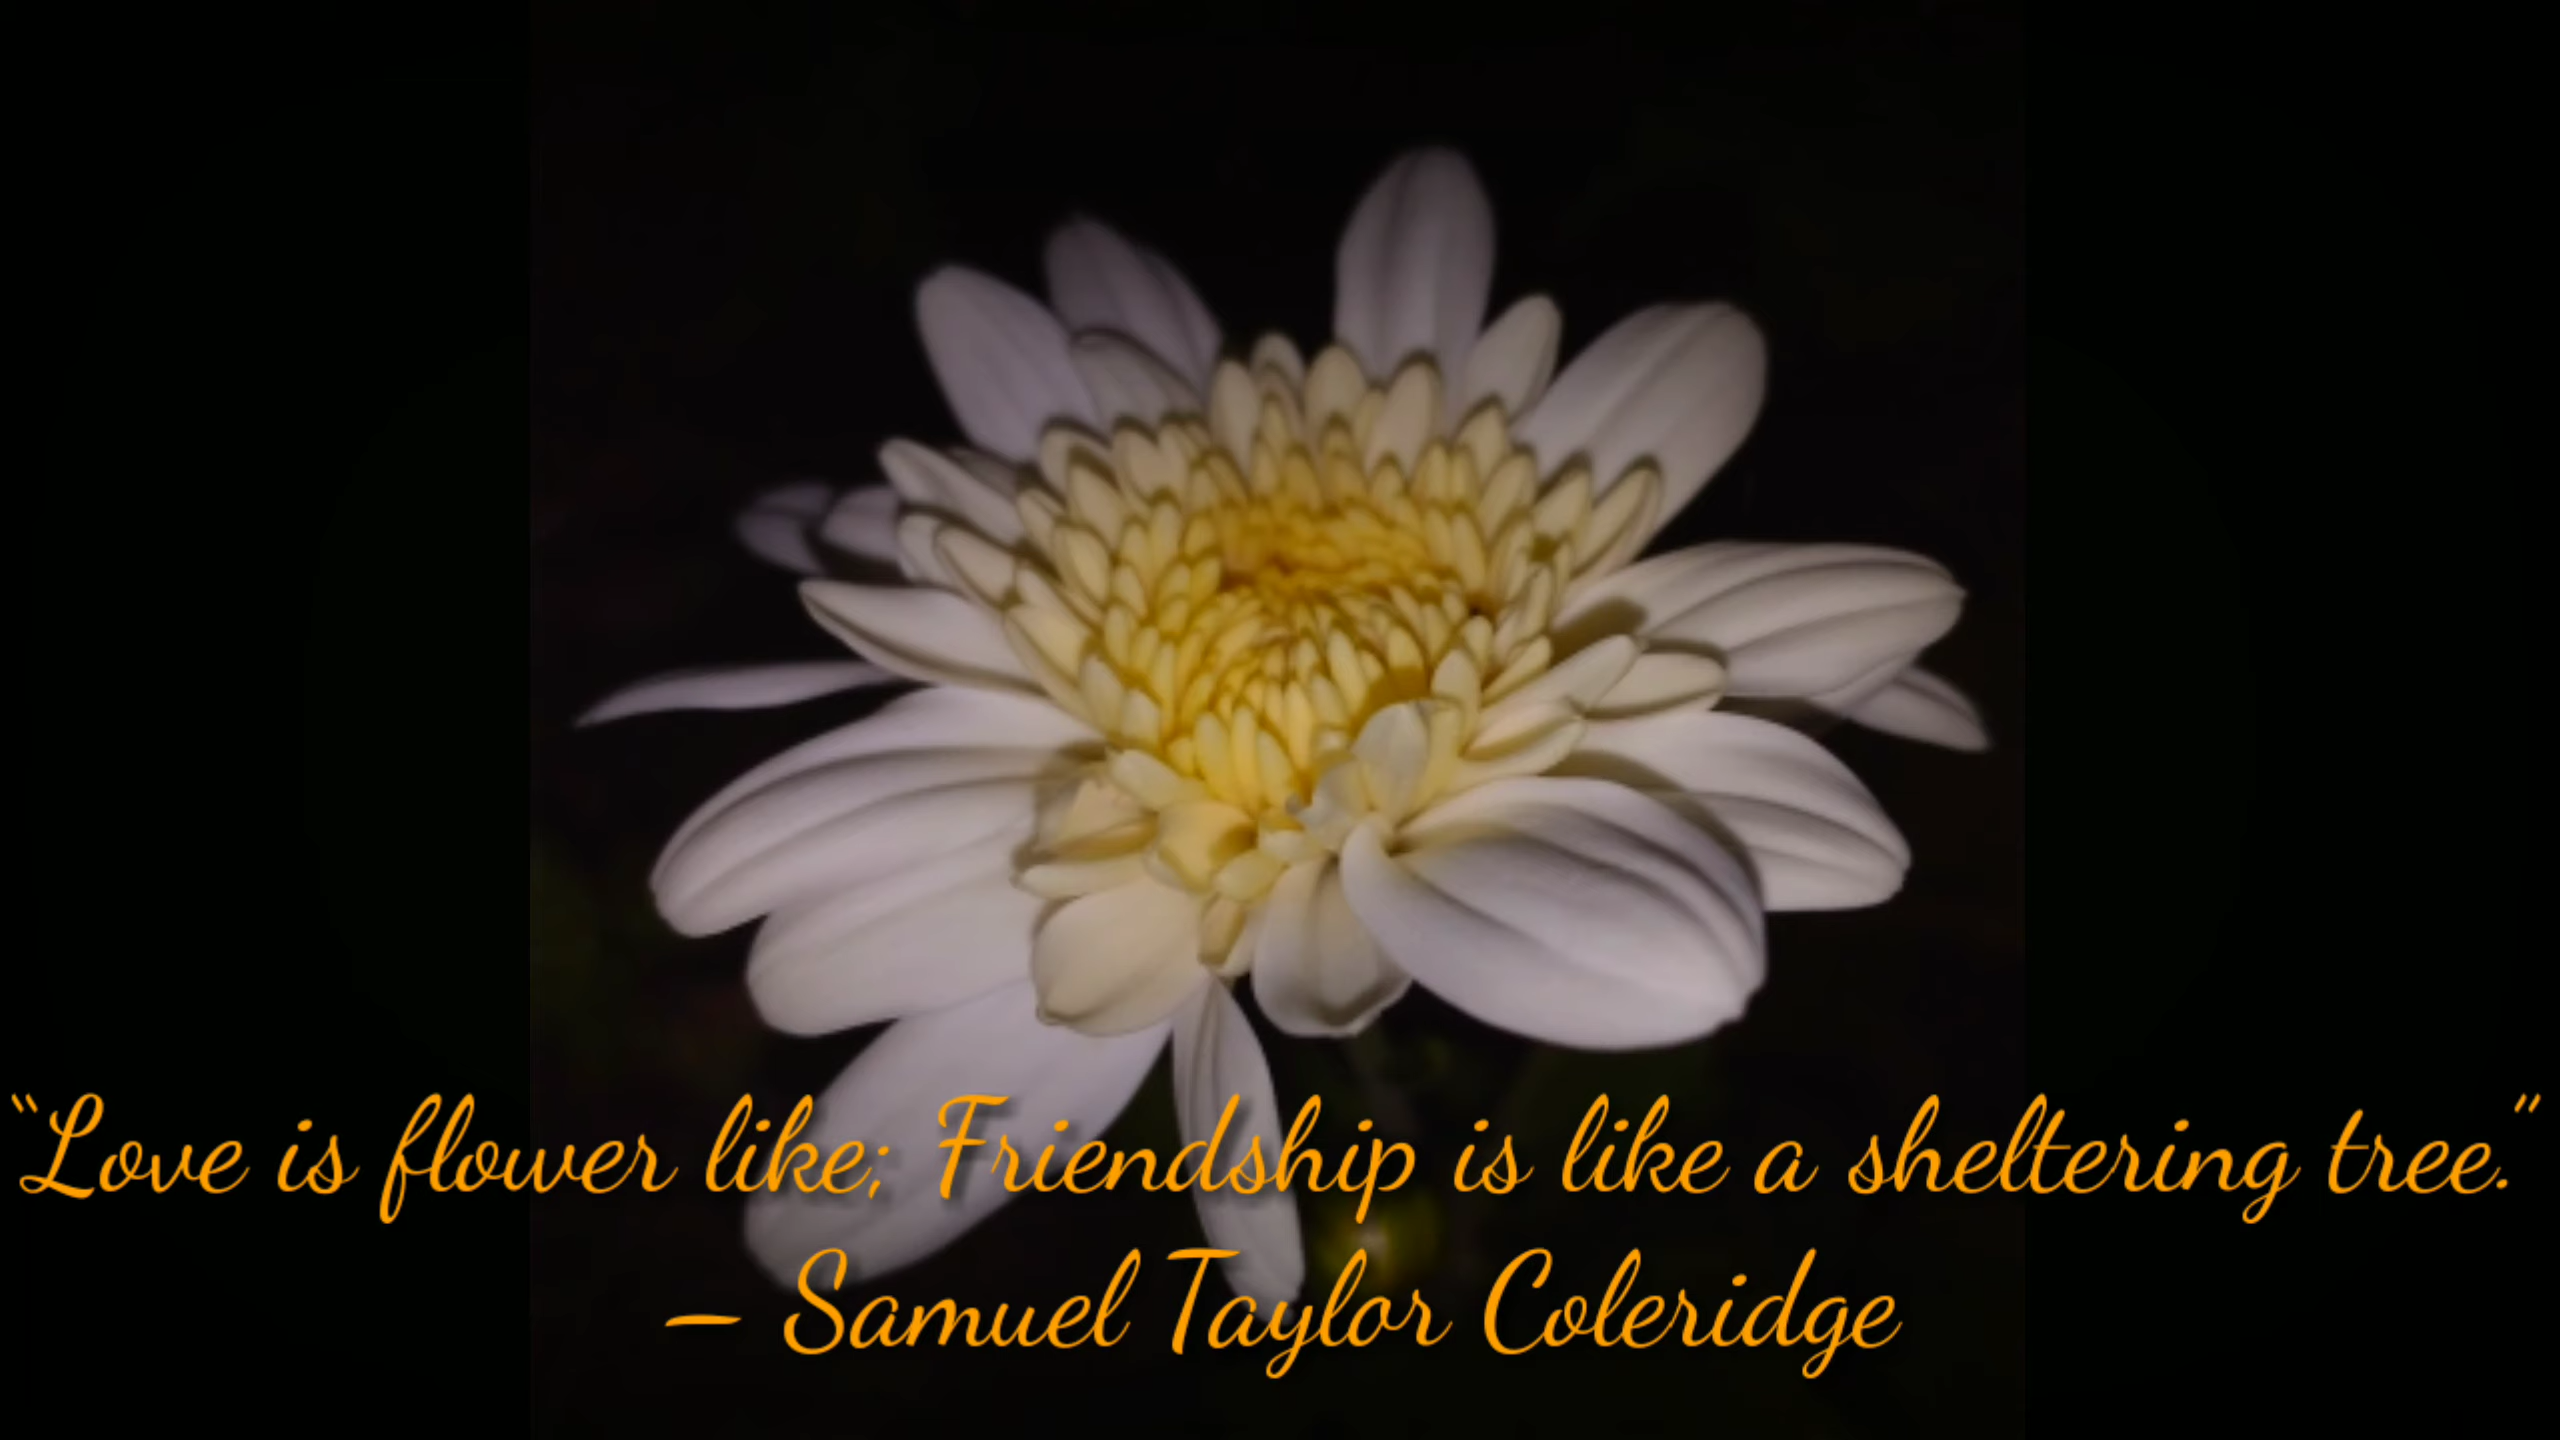 “Love is flower like; Friendship is like a sheltering tree.”
– Samuel Taylor Coleridge